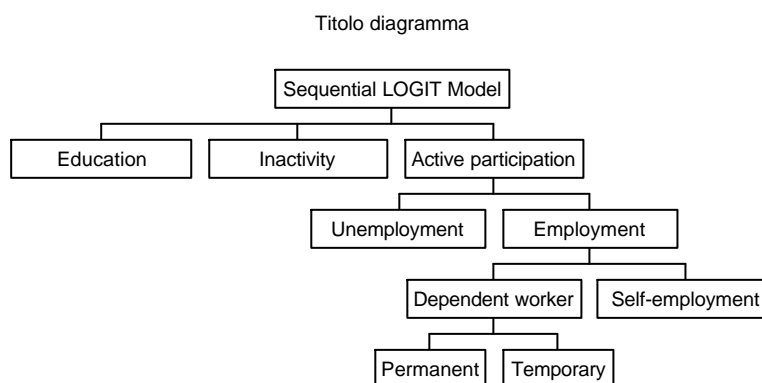 Titolo diagramma
Sequential LOGIT Model
Education
Inactivity
Active participation
Unemployment
Employment
Dependent worker
Self-employment
Permanent
Temporary